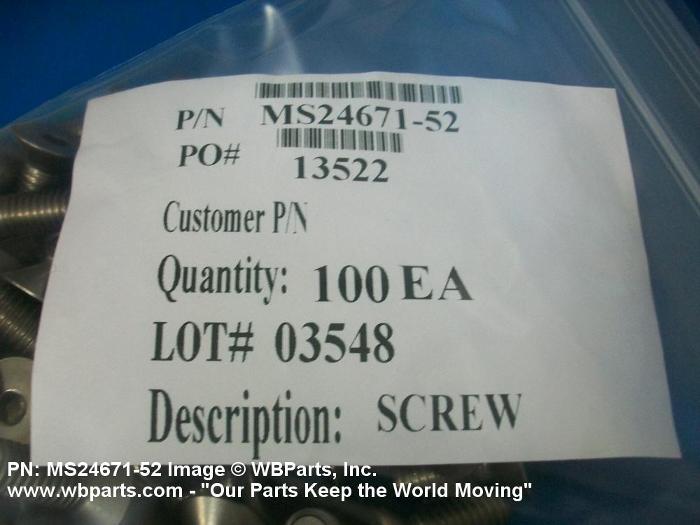 P/N MS24671-52
PO# 13522
Customer P/N
Quantity: 100 EA
LOT# 03548
Description: SCREW
PN: MS24671-52 Image © WBParts, Inc.
www.wbparts.com - "Our Parts Keep the World Moving"